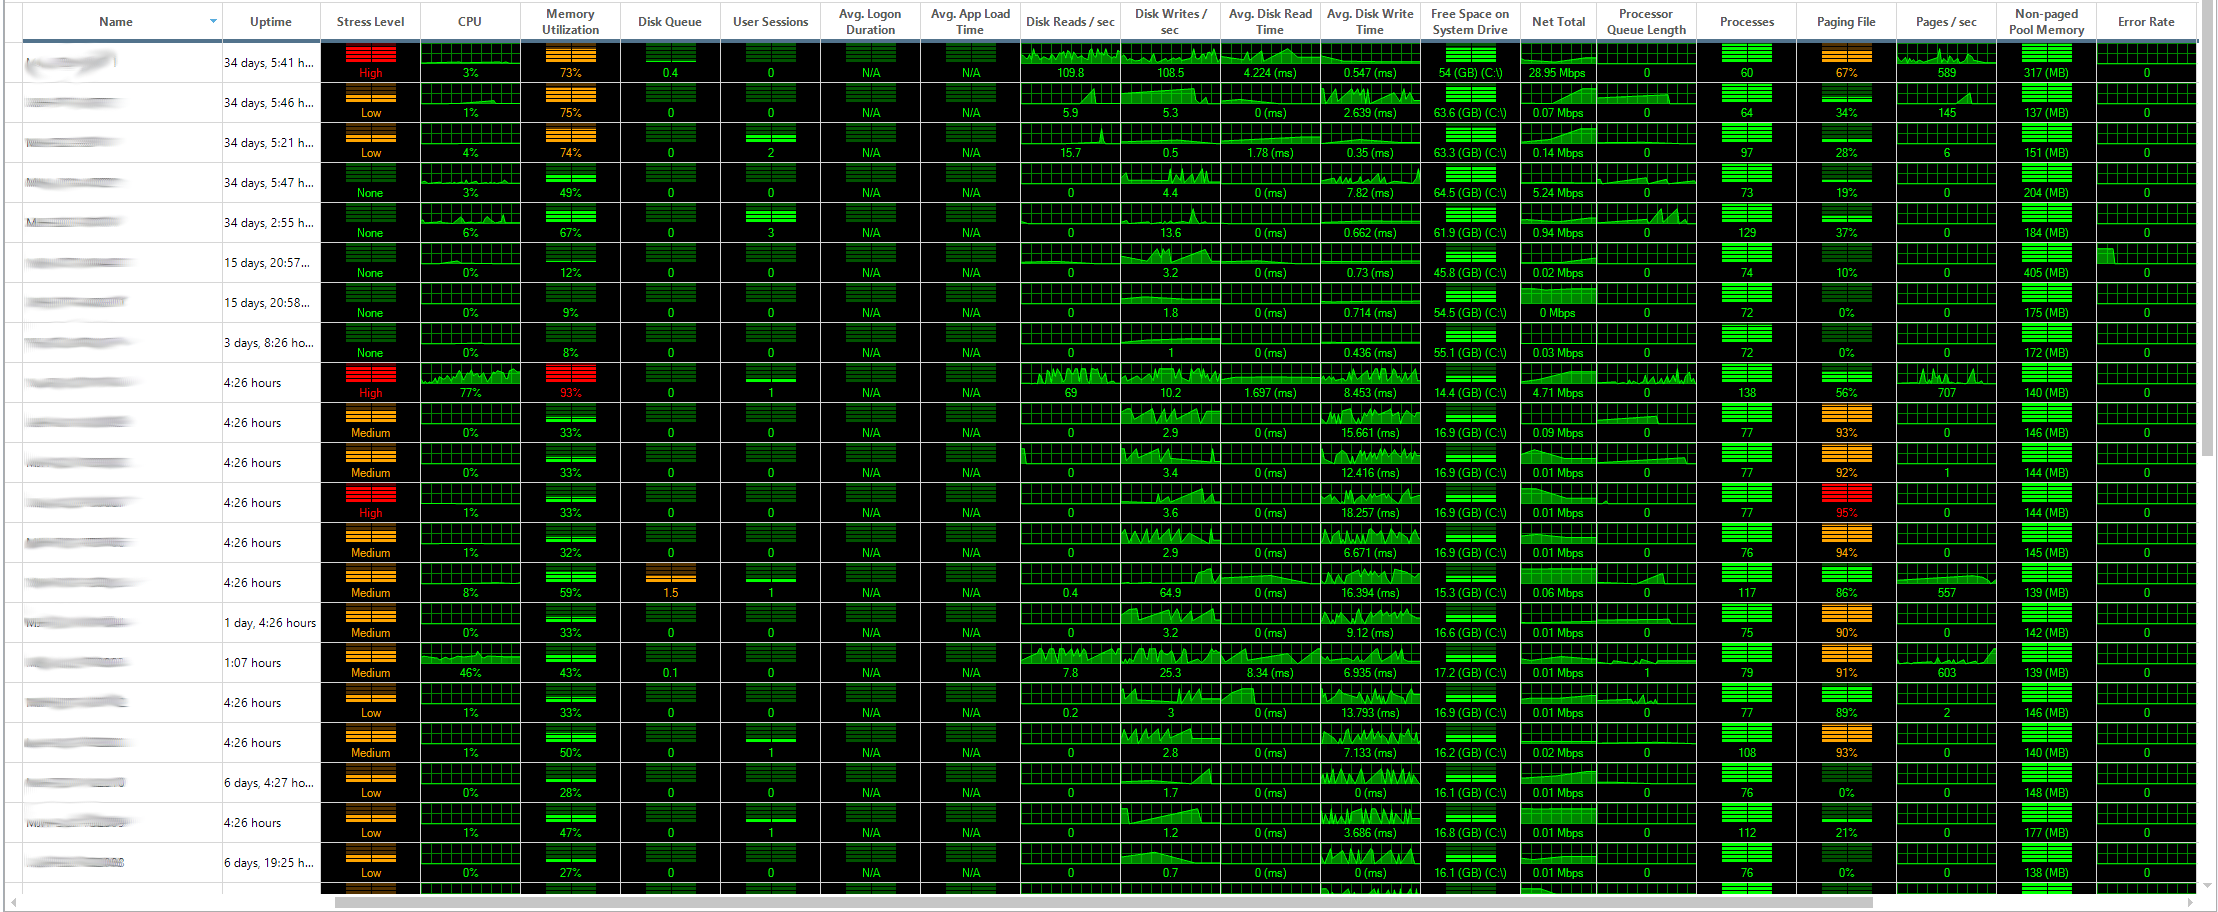 Name Uptime Stress Level CPU Memory Utilization Disk Queue User Sessions Avg. Logon Duration Avg. App Load Time Disk Reads / sec Disk Writes / sec Avg. Disk Read Time Avg. Disk Write Time Free Space on System Drive Net Total Processor Queue Length Processes Paging File Pages / sec Non-paged Pool Memory Error Rate
34 days, 5:41 h... High 3% 73% 0.4 0 N/A N/A 109.8 108.5 4.224 (ms) 0.547 (ms) 54 (GB) (C:\) 28.95 Mbps 0 60 67% 589 317 (MB) 0
34 days, 5:46 h... Low 1% 75% 0 0 N/A N/A 5.9 5.3 0 (ms) 2.639 (ms) 63.6 (GB) (C:\) 0.07 Mbps 0 64 34% 145 137 (MB) 0
34 days, 5:21 h... Low 4% 74% 0 2 N/A N/A 15.7 0.5 1.78 (ms) 0.35 (ms) 63.3 (GB) (C:\) 0.14 Mbps 0 97 28% 6 151 (MB) 0
34 days, 5:47 h... None 3% 49% 0 0 N/A N/A 0 4.4 0 (ms) 7.82 (ms) 64.5 (GB) (C:\) 5.24 Mbps 0 73 19% 0 204 (MB) 0
34 days, 2:55 h... None 6% 67% 0 3 N/A N/A 0 13.6 0 (ms) 0.662 (ms) 61.9 (GB) (C:\) 0.94 Mbps 0 129 37% 0 184 (MB) 0
15 days, 20:57... None 0% 12% 0 0 N/A N/A 0 3.2 0 (ms) 0.73 (ms) 45.8 (GB) (C:\) 0.02 Mbps 0 74 10% 0 405 (MB) 0
15 days, 20:58... None 0% 9% 0 0 N/A N/A 0 1.8 0 (ms) 0.714 (ms) 54.5 (GB) (C:\) 0 Mbps 0 72 0% 0 175 (MB) 0
3 days, 8:26 ho... None 0% 8% 0 0 N/A N/A 0 1 0 (ms) 0.436 (ms) 55.1 (GB) (C:\) 0.03 Mbps 0 72 0% 0 172 (MB) 0
4:26 hours High 77% 93% 0 1 N/A N/A 69 10.2 1.697 (ms) 8.453 (ms) 14.4 (GB) (C:\) 4.71 Mbps 0 138 56% 707 140 (MB) 0
4:26 hours Medium 0% 33% 0 0 N/A N/A 0 2.9 0 (ms) 15.661 (ms) 16.9 (GB) (C:\) 0.09 Mbps 0 77 93% 0 146 (MB) 0
4:26 hours Medium 0% 33% 0 0 N/A N/A 0 3.4 0 (ms) 12.416 (ms) 16.9 (GB) (C:\) 0.01 Mbps 0 77 92% 1 144 (MB) 0
4:26 hours High 1% 33% 0 0 N/A N/A 0 3.6 0 (ms) 18.257 (ms) 16.9 (GB) (C:\) 0.01 Mbps 0 77 95% 0 144 (MB) 0
4:26 hours Medium 1% 32% 0 0 N/A N/A 0 2.9 0 (ms) 6.671 (ms) 16.9 (GB) (C:\) 0.01 Mbps 0 76 94% 0 145 (MB) 0
4:26 hours Medium 8% 59% 1.5 1 N/A N/A 0.4 64.9 0 (ms) 16.394 (ms) 15.3 (GB) (C:\) 0.06 Mbps 0 117 86% 557 139 (MB) 0
1 day, 4:26 hours Medium 0% 33% 0 0 N/A N/A 0 3.2 0 (ms) 9.12 (ms) 16.6 (GB) (C:\) 0.01 Mbps 0 75 90% 0 142 (MB) 0
1:07 hours Medium 46% 43% 0.1 0 N/A N/A 7.8 25.3 8.34 (ms) 6.935 (ms) 17.2 (GB) (C:\) 0.01 Mbps 1 79 91% 603 139 (MB) 0
4:26 hours Low 1% 33% 0 0 N/A N/A 0.2 3 0 (ms) 13.793 (ms) 16.9 (GB) (C:\) 0.01 Mbps 0 77 89% 2 146 (MB) 0
4:26 hours Medium 1% 50% 0 1 N/A N/A 0 2.8 0 (ms) 7.133 (ms) 16.2 (GB) (C:\) 0.02 Mbps 0 108 93% 0 140 (MB) 0
6 days, 4:27 ho... Low 0% 28% 0 0 N/A N/A 0 1.7 0 (ms) 0 (ms) 16.1 (GB) (C:\) 0.01 Mbps 0 76 0% 0 148 (MB) 0
4:26 hours Low 1% 47% 0 1 N/A N/A 0 1.2 0 (ms) 3.686 (ms) 16.8 (GB) (C:\) 0.01 Mbps 0 112 21% 0 177 (MB) 0
6 days, 19:25 h... Low 0% 27% 0 0 N/A N/A 0 0.7 0 (ms) 0 (ms) 16.1 (GB) (C:\) 0.01 Mbps 0 76 0% 0 138 (MB) 0